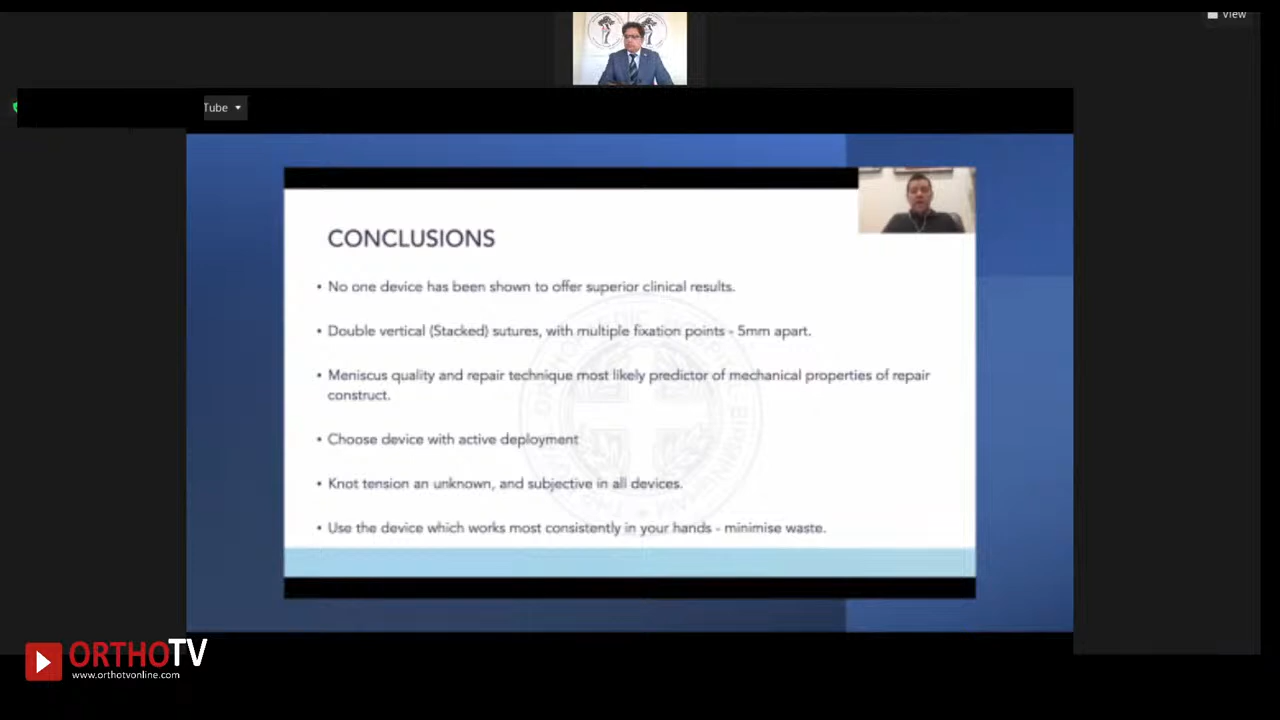 View
Tube
CONCLUSIONS
• No one device has been shown to offer superior clinical results.
• Double vertical (Stacked) sutures, with multiple fixation points - 5mm apart.
• Meniscus quality and repair technique most likely predictor of mechanical properties of repair
construct.
• Choose device with active deployment
• Knot tension an unknown, and subjective in all devices.
• Use the device which works most consistently in your hands - minimise waste.
ORTHOTV
www.orthotvonline.com